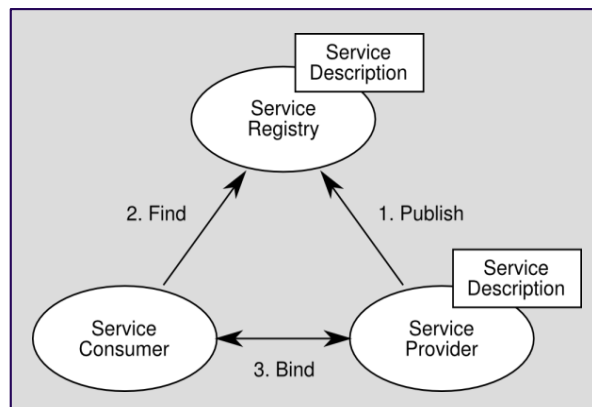 Service
Description
Service
Registry
2. Find
1. Publish
Service
Description
Service
Consumer
Service
Provider
3. Bind